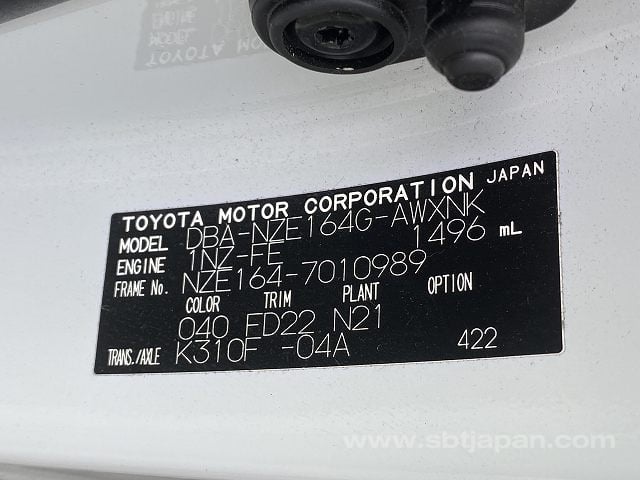 TOYOTA MOTOR CORPORATION JAPAN
MODEL DBA-NZE164G-AWXNK
ENGINE 1NZ-FE 1496 mL
FRAME No. NZE164-7010989
COLOR TRIM PLANT OPTION
040 FD22 N21
TRANS./AXLE K310F -04A 422
www.sbtjapan.com